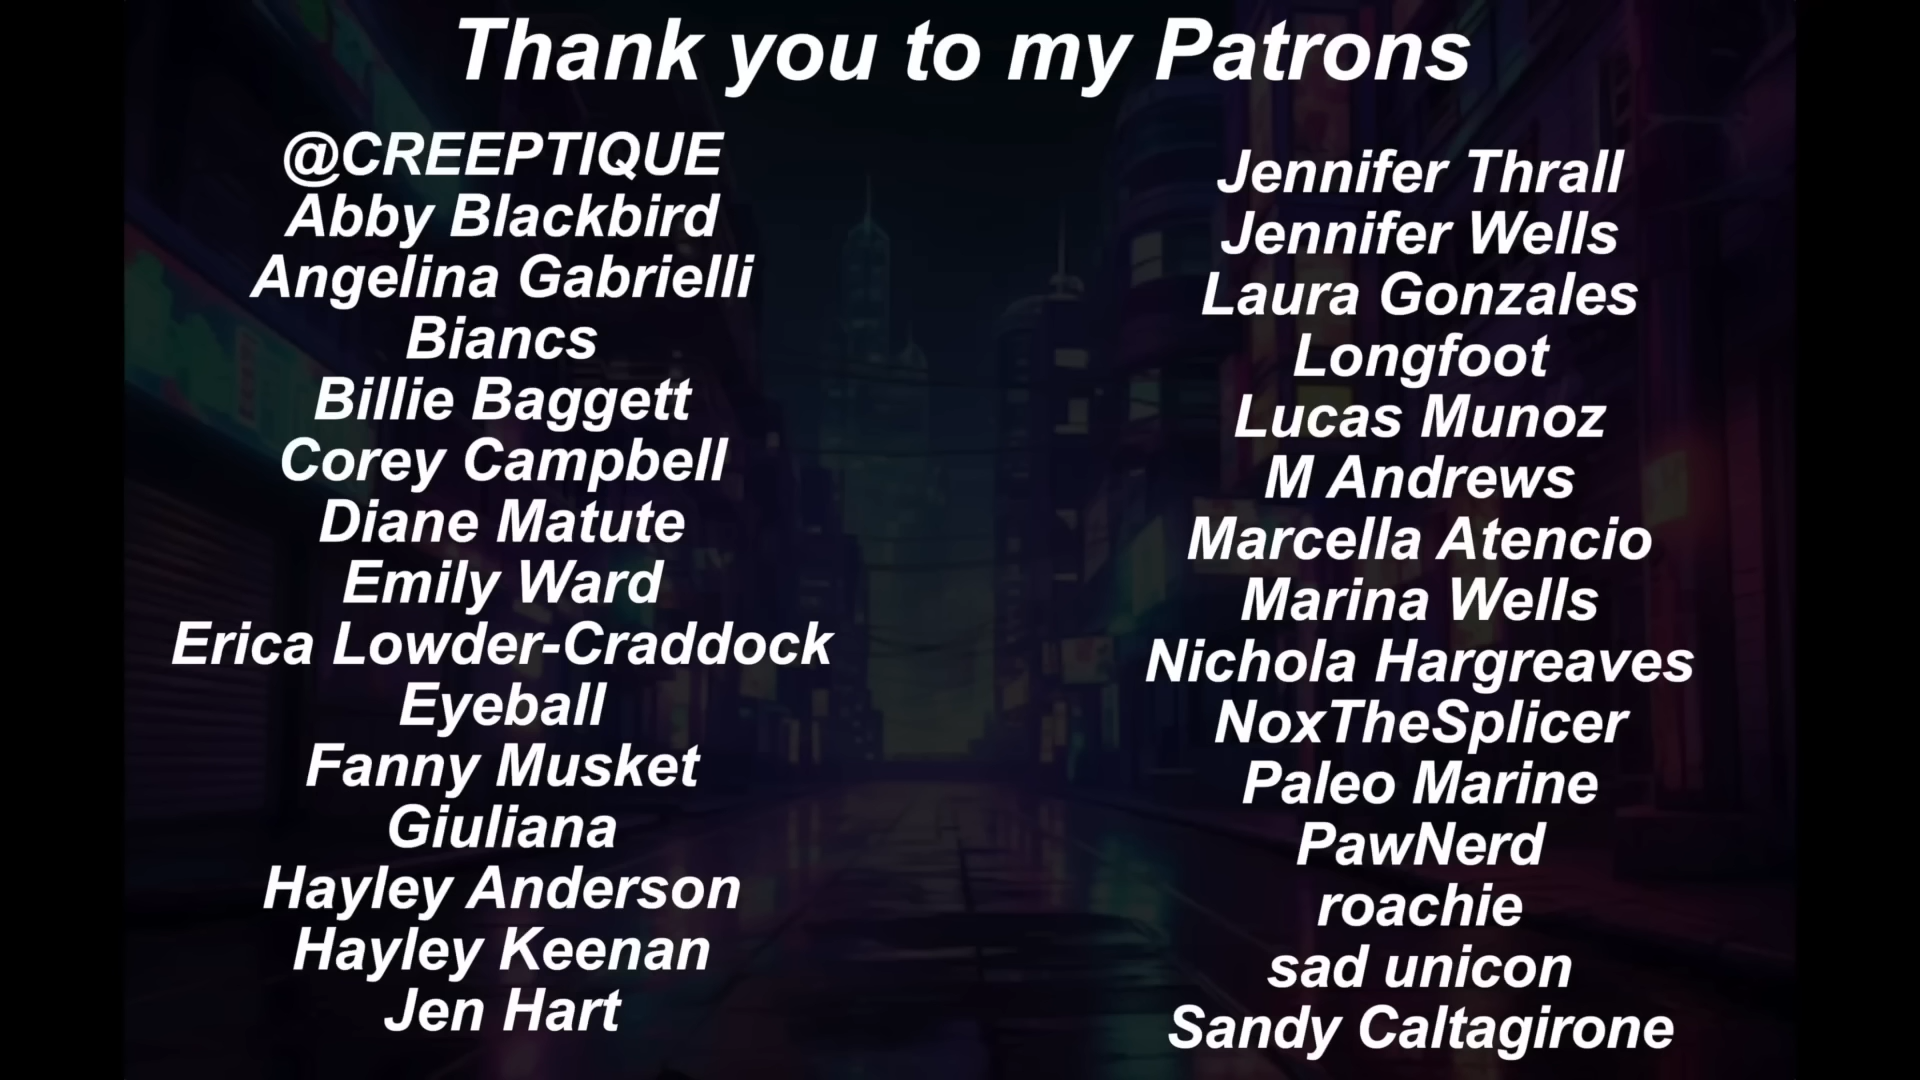 Thank you to my Patrons
@CREEPTIQUE
Abby Blackbird
Angelina Gabrielli
Biancs
Billie Baggett
Corey Campbell
Diane Matute
Emily Ward
Erica Lowder-Craddock
Eyeball
Fanny Musket
Giuliana
Hayley Anderson
Hayley Keenan
Jen Hart
Jennifer Thrall
Jennifer Wells
Laura Gonzales
Longfoot
Lucas Munoz
M Andrews
Marcella Atencio
Marina Wells
Nichola Hargreaves
NoxTheSplicer
Paleo Marine
PawNerd
roachie
sad unicon
Sandy Caltagirone